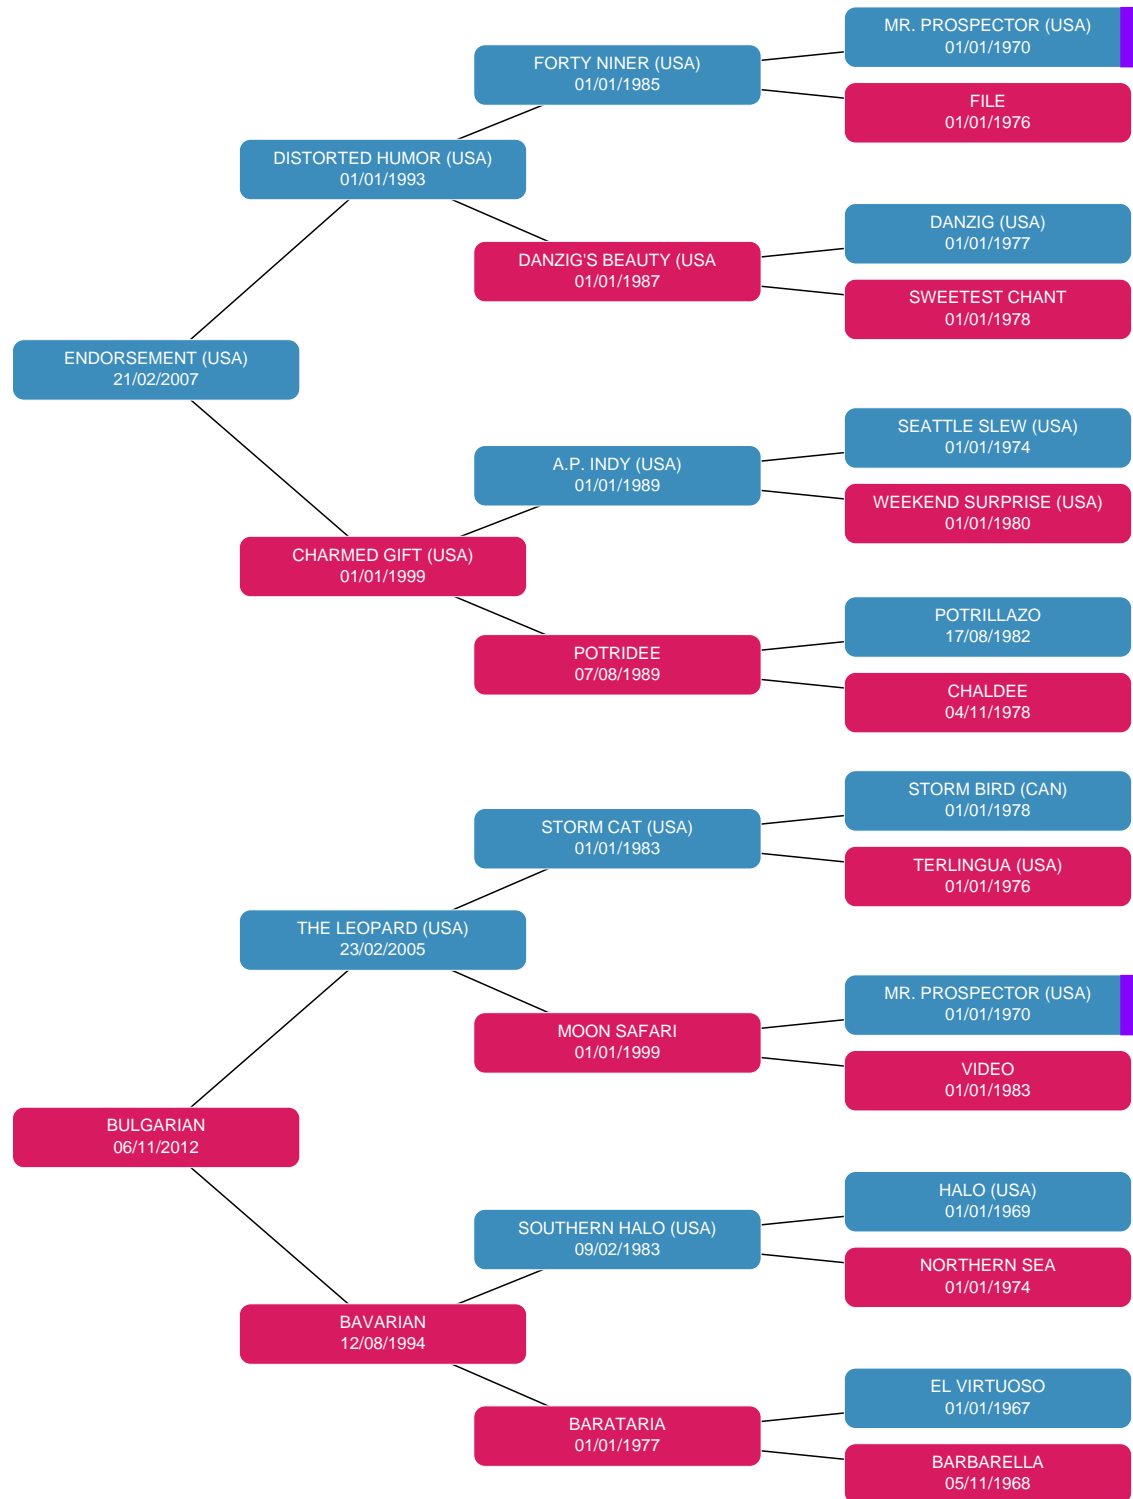 MR. PROSPECTOR (USA)
01/01/1970
FORTY NINER (USA)
01/01/1985
FILE
01/01/1976
DISTORTED HUMOR (USA)
01/01/1993
DANZIG (USA)
01/01/1977
DANZIG'S BEAUTY (USA
01/01/1987
SWEETEST CHANT
01/01/1978
ENDORSEMENT (USA)
21/02/2007
SEATTLE SLEW (USA)
01/01/1974
A.P. INDY (USA)
01/01/1989
WEEKEND SURPRISE (USA)
01/01/1980
CHARMED GIFT (USA)
01/01/1999
POTRILLAZO
17/08/1982
POTRIDEE
07/08/1989
CHALDEE
04/11/1978
STORM BIRD (CAN)
01/01/1978
STORM CAT (USA)
01/01/1983
TERLINGUA (USA)
01/01/1976
THE LEOPARD (USA)
23/02/2005
MR. PROSPECTOR (USA)
01/01/1970
MOON SAFARI
01/01/1999
VIDEO
01/01/1983
BULGARIAN
06/11/2012
HALO (USA)
01/01/1969
SOUTHERN HALO (USA)
09/02/1983
NORTHERN SEA
01/01/1974
BAVARIAN
12/08/1994
EL VIRTUOSO
01/01/1967
BARATARIA
01/01/1977
BARBARELLA
05/11/1968